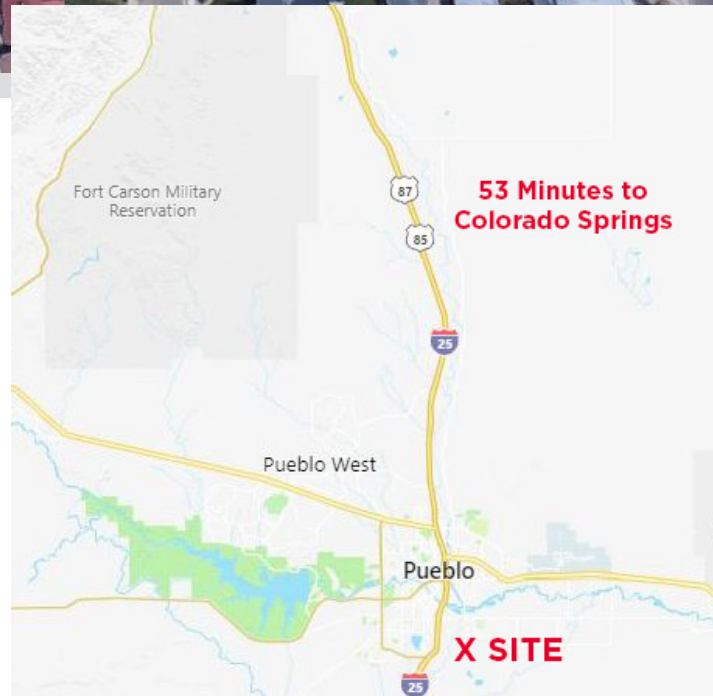 Fort Carson Military
Reservation
87
53 Minutes to
Colorado Springs
85
25
Pueblo West
Pueblo
X SITE
25